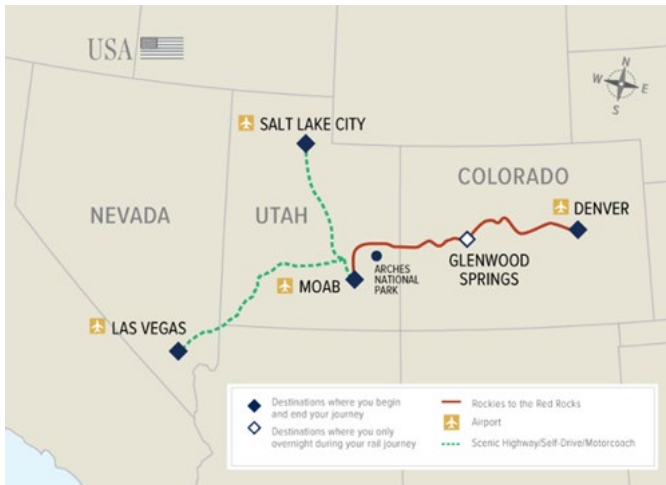 USA
N
W
E
S
SALT LAKE CITY
COLORADO
NEVADA
UTAH
DENVER
GLENWOOD
SPRINGS
ARCHES
NATIONAL
PARK
MOAB
LAS VEGAS
Destinations where you begin
and end your journey
Destinations where you only
overnight during your rail journey
Rockies to the Red Rocks
Airport
Scenic Highway/Self-Drive/Motorcoach